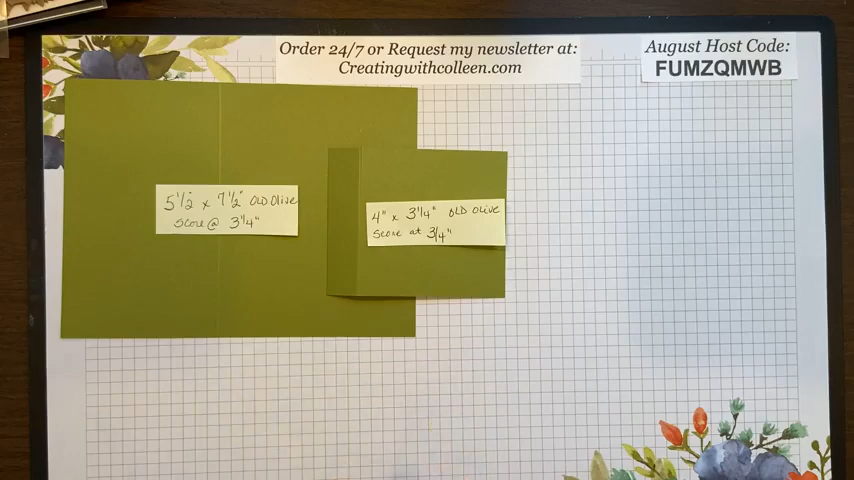 Order 24/7 or Request my newsletter at:
Creatingwithcolleen.com
August Host Code:
FUMZQMWB
5 1/2" x 7 1/2" OLD Olive
Score @ 3 1/4"
4" x 3 1/4" OLD Olive
Score at 3/4"